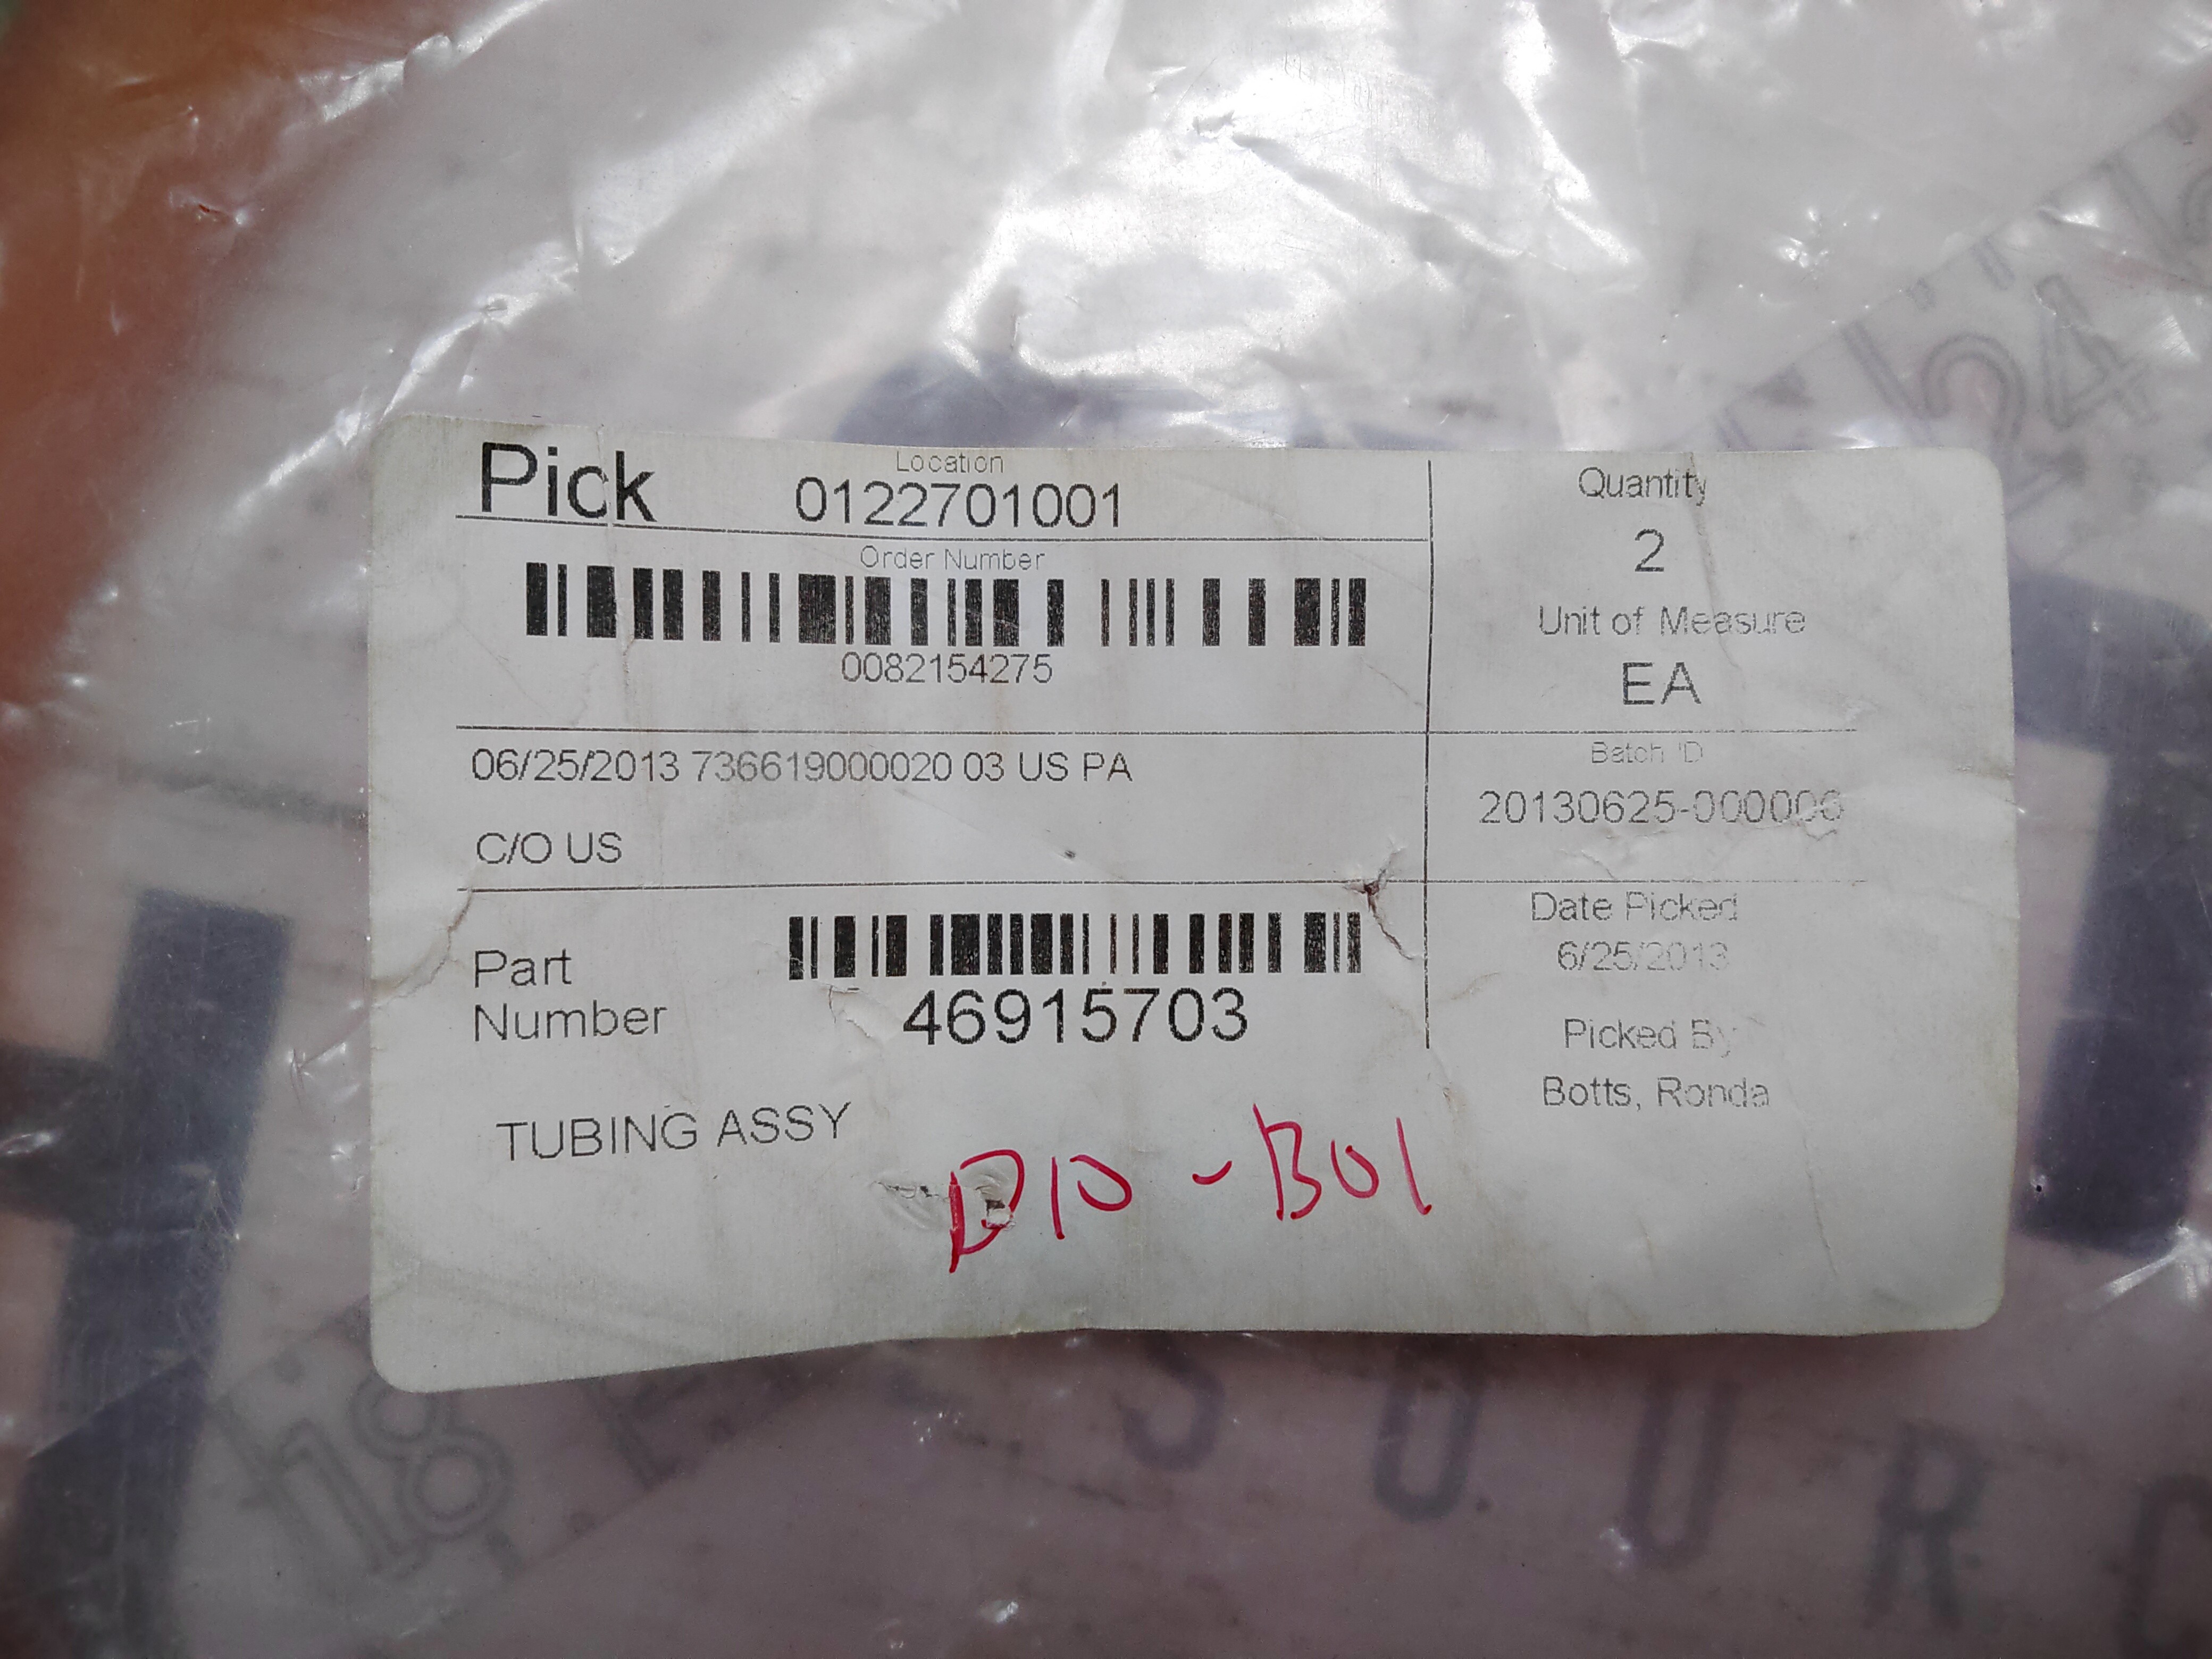 Pick
Location
0122701001
Order Number
0082154275
06/25/2013 736619000020 03 US PA
C/O US
Part
Number
46915703
TUBING ASSY
D10-B01
Quantity
2
Unit of Measure
EA
Batch ID
20130625-000006
Date Picked
6/25/2013
Picked By
Botts, Ronda